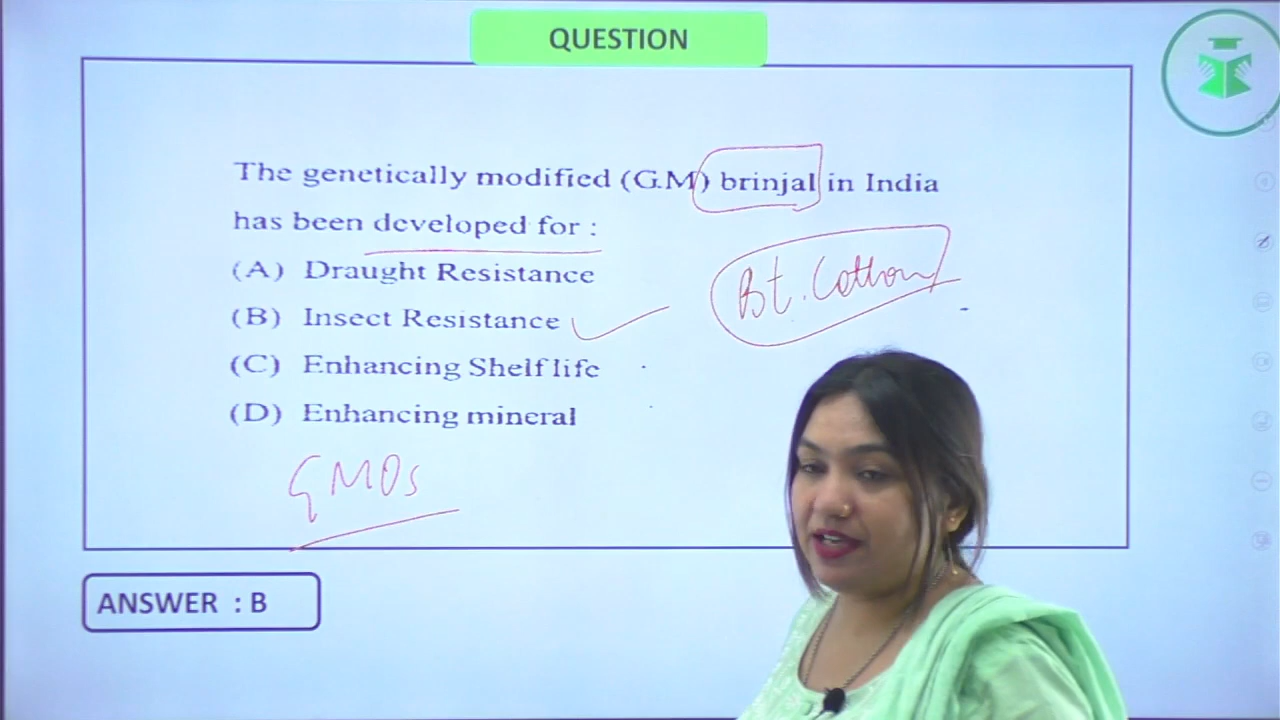 QUESTION
The genetically modified (G.M) brinjal in India
has been developed for :
(A) Draught Resistance
(B) Insect Resistance
(C) Enhancing Shelf life
(D) Enhancing mineral
Bt. Cotton
GMOs
ANSWER : B